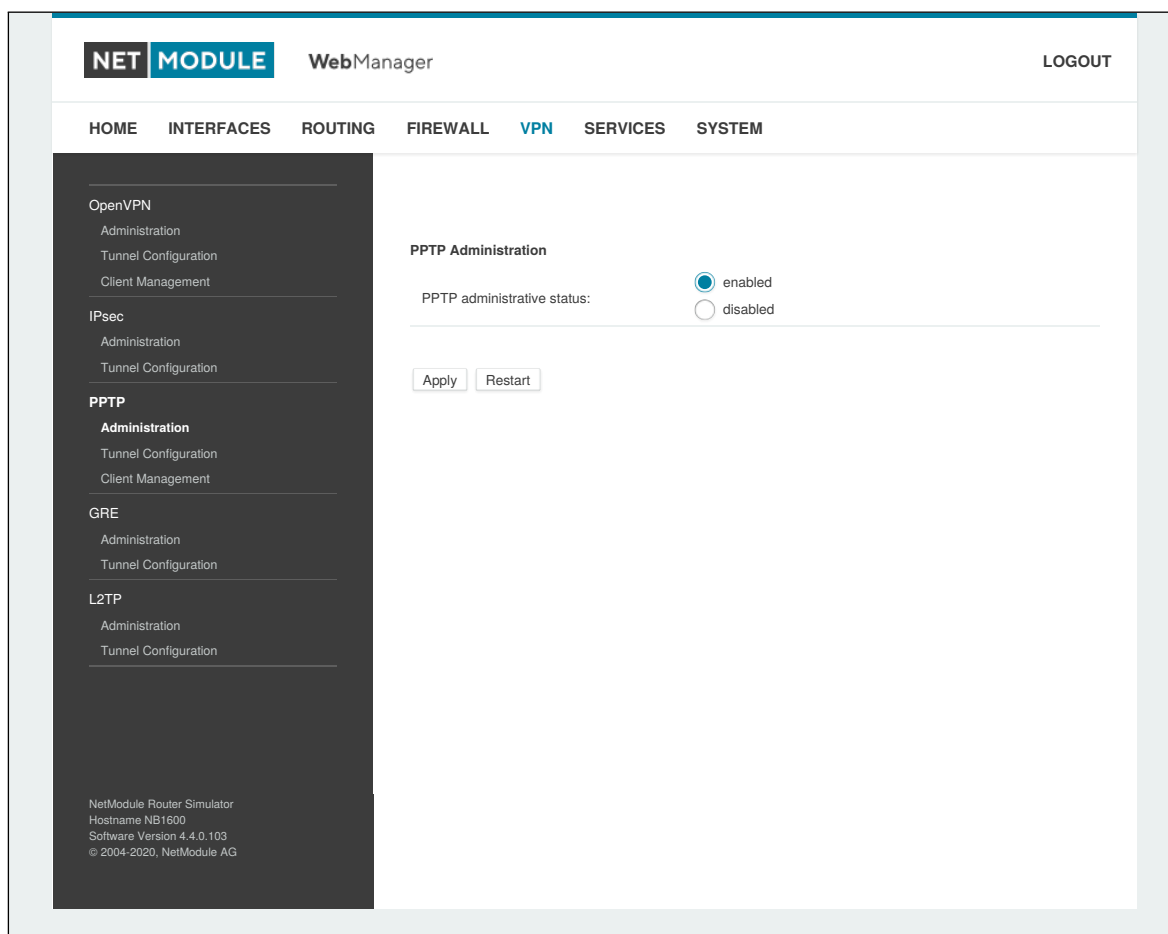 NET MODULE WebManager LOGOUT
HOME INTERFACES ROUTING FIREWALL VPN SERVICES SYSTEM
OpenVPN
Administration
Tunnel Configuration
Client Management
IPsec
Administration
Tunnel Configuration
PPTP
Administration
Tunnel Configuration
Client Management
GRE
Administration
Tunnel Configuration
L2TP
Administration
Tunnel Configuration
NetModule Router Simulator
Hostname NB1600
Software Version 4.4.0.103
© 2004-2020, NetModule AG
PPTP Administration
PPTP administrative status:
enabled
disabled
Apply Restart